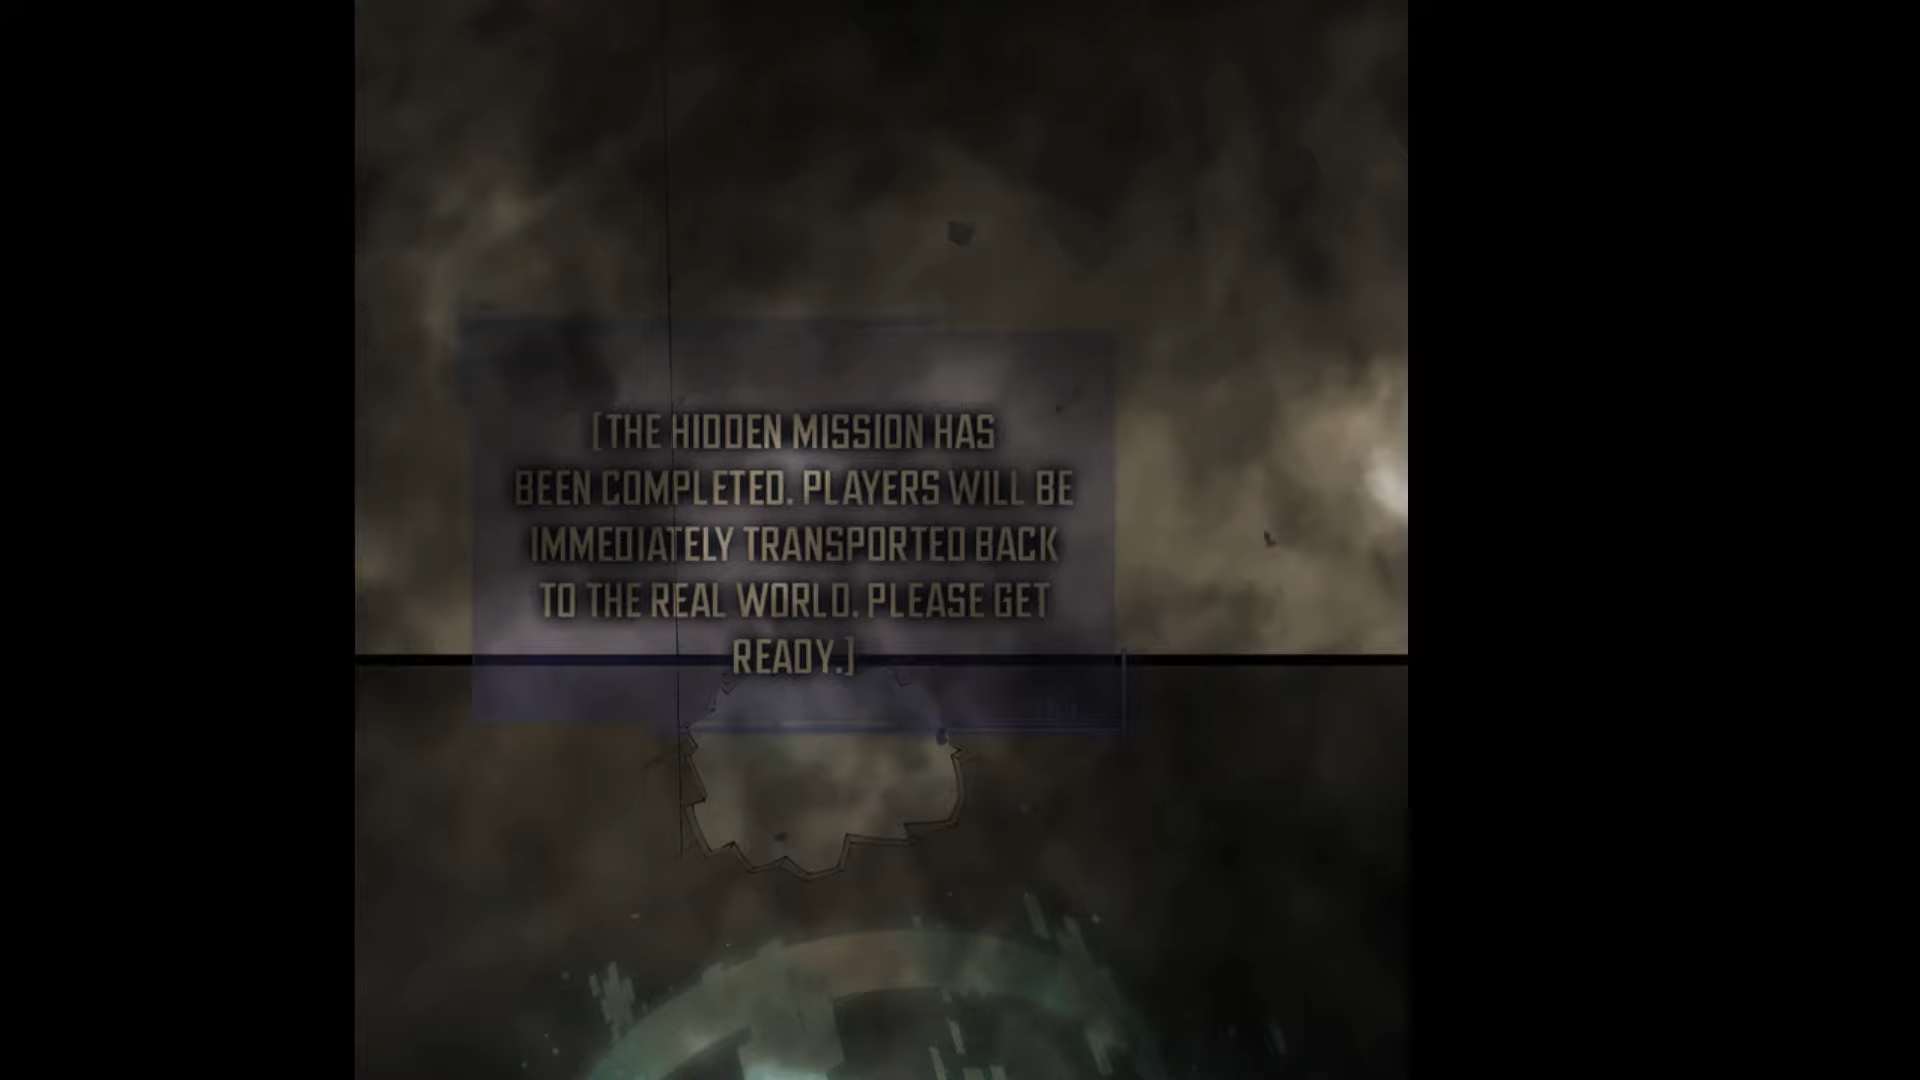 [THE HIDDEN MISSION HAS
BEEN COMPLETED. PLAYERS WILL BE
IMMEDIATELY TRANSPORTED BACK
TO THE REAL WORLD. PLEASE GET
READY.]